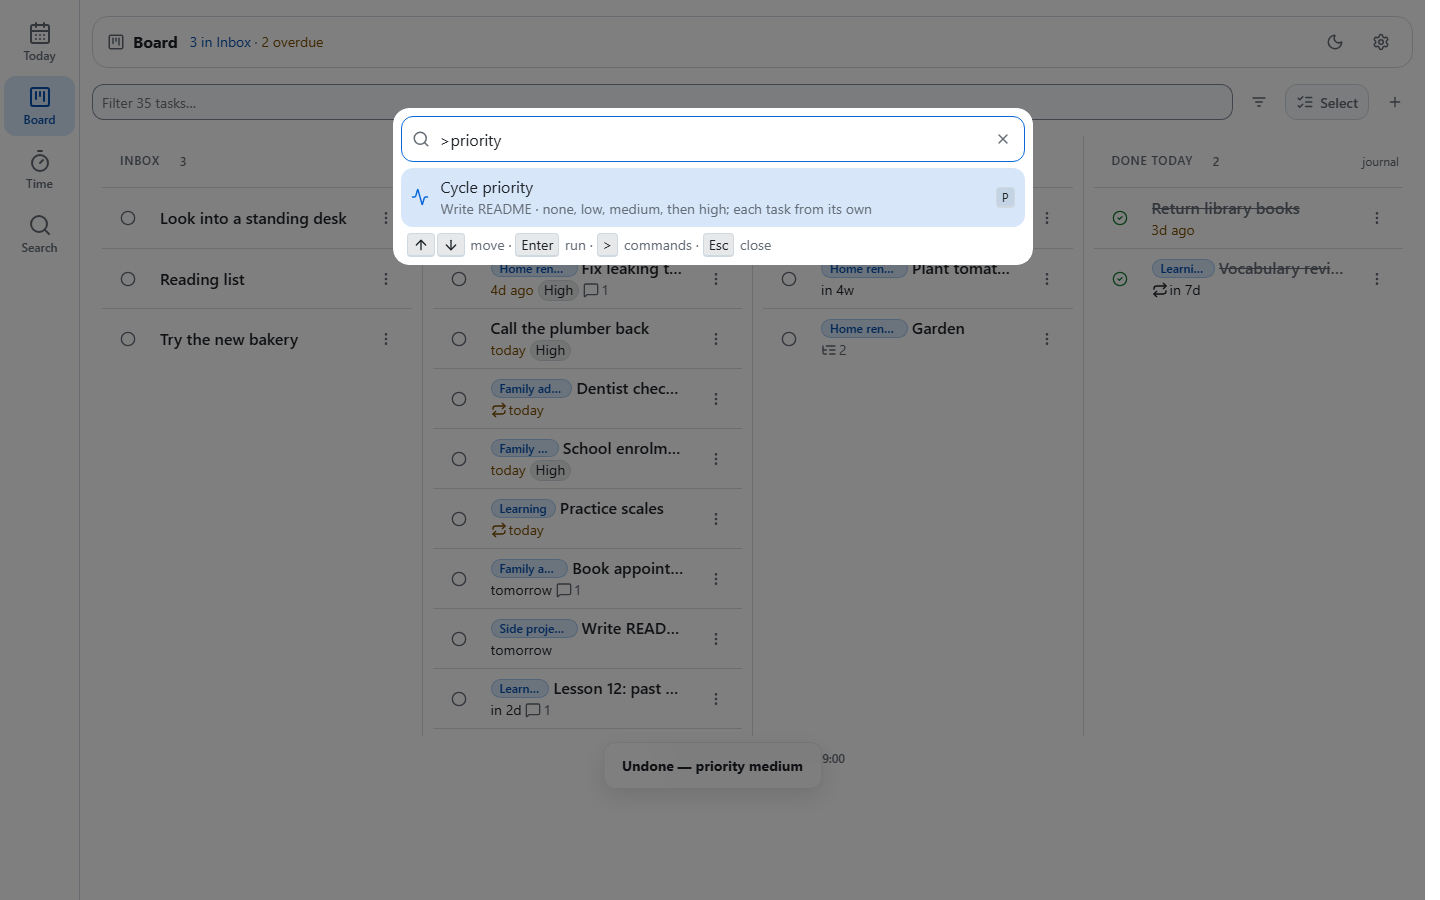 Today
Board
Time
Search
Board 3 in Inbox · 2 overdue
Filter 35 tasks...
Select
>priority
Cycle priority
P
Write README · none, low, medium, then high; each task from its own
move · Enter run · > commands · Esc close
INBOX 3
Look into a standing desk
Reading list
Try the new bakery
Home ren... Fix leaking t...
4d ago High 1
Call the plumber back
today High
Family ad... Dentist chec...
today
Family ... School enrolm...
today High
Learning Practice scales
today
Family a... Book appoint...
tomorrow 1
Side proje... Write READ...
tomorrow
Learn... Lesson 12: past ...
in 2d 1
Home ren... Plant tomat...
in 4w
Home ren... Garden
2
DONE TODAY 2 journal
Return library books
3d ago
Learni... Vocabulary revi...
in 7d
9:00
Undone — priority medium